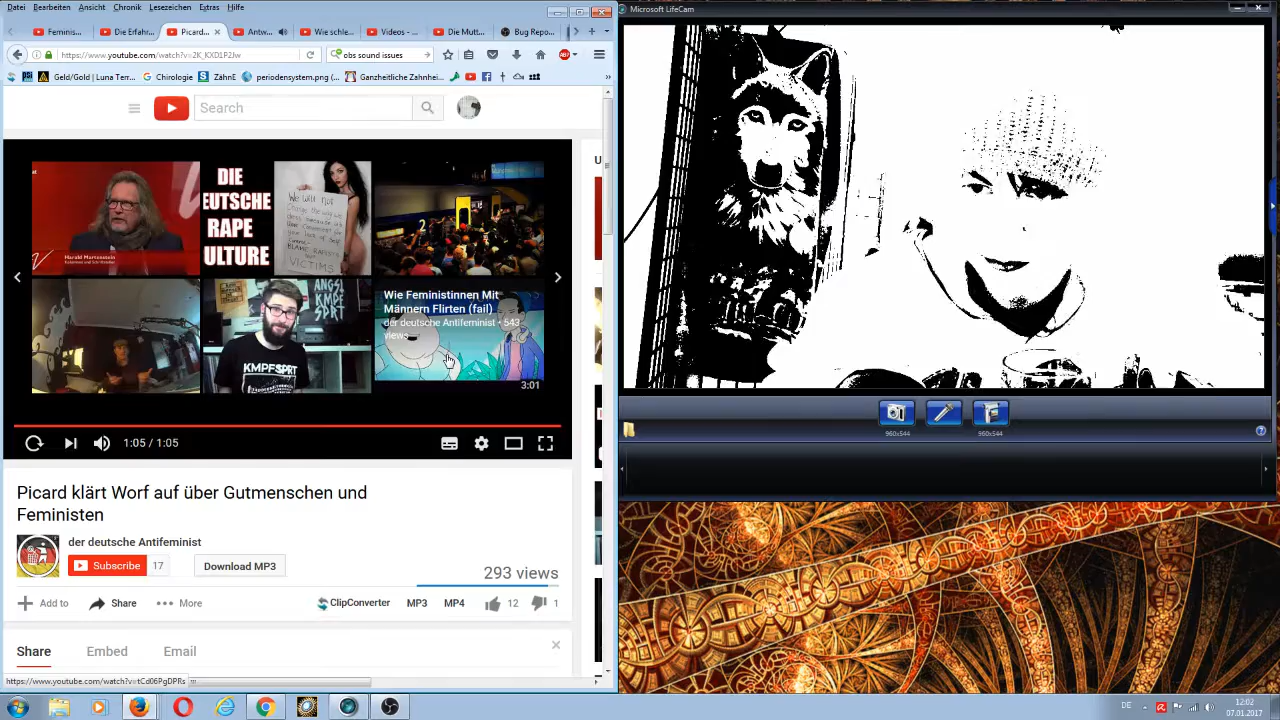 Datei Bearbeiten Ansicht Chronik Lesezeichen Extras Hilfe
Feminis... Die Erfahr... Picard... Antw... Wie schle... Videos - ... Die Mutt... Bug Repo...
https://www.youtube.com/watch?v=2K_KXD1P2Jw
obs sound issues
Geld/Gold / Luna Terr... Chirologie ZähnE periodensystem.png (... Ganzheitliche Zahnhei...
Search
DIE
EUTSCHE
RAPE
ULTURE
Harald Martenstein
ANGST
KMPF
SPRT
KMPFSPRT
Wie Feministinnen Mit
Männern Flirten (fail)
der deutsche Antifeminist • 543
views
3:01
1:05 / 1:05
Picard klärt Worf auf über Gutmenschen und
Feministen
der deutsche Antifeminist
Subscribe 17 Download MP3
293 views
Add to Share More ClipConverter MP3 MP4 12 1
Share Embed Email
https://www.youtube.com/watch?v=tCd06PgDPRs
Microsoft LifeCam
960x544 960x544
DE 12:02
07.01.2017